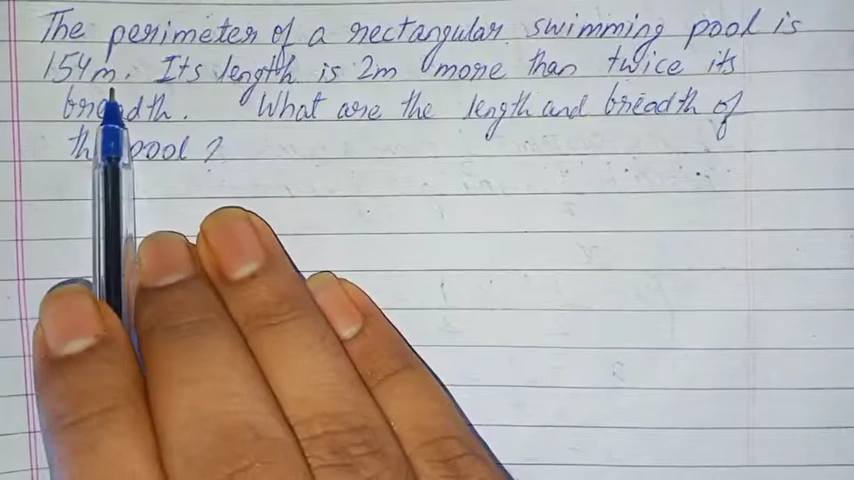 The perimeter of a rectangular swimming pool is
154m. Its length is 2m more than twice its
breadth. What are the length and breadth of
the pool ?